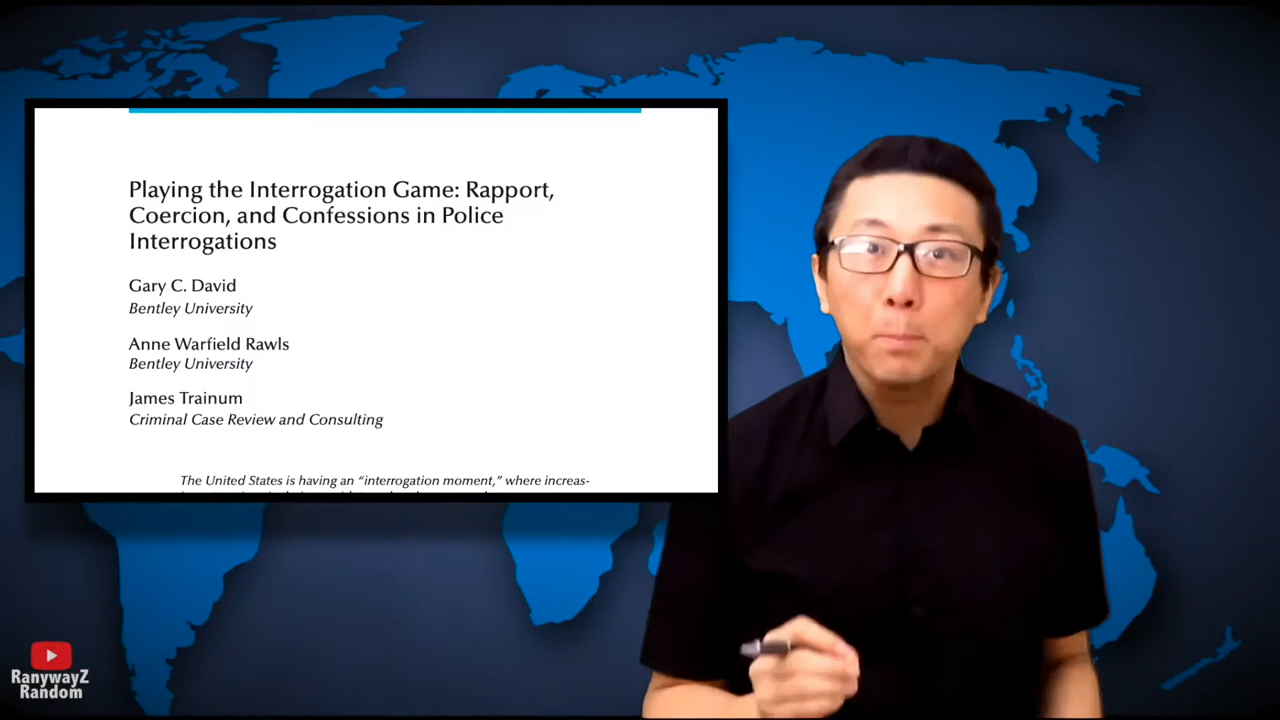 Playing the Interrogation Game: Rapport,
Coercion, and Confessions in Police
Interrogations
Gary C. David
Bentley University
Anne Warfield Rawls
Bentley University
James Trainum
Criminal Case Review and Consulting
The United States is having an “interrogation moment,” where increas-
RanywayZ
Random